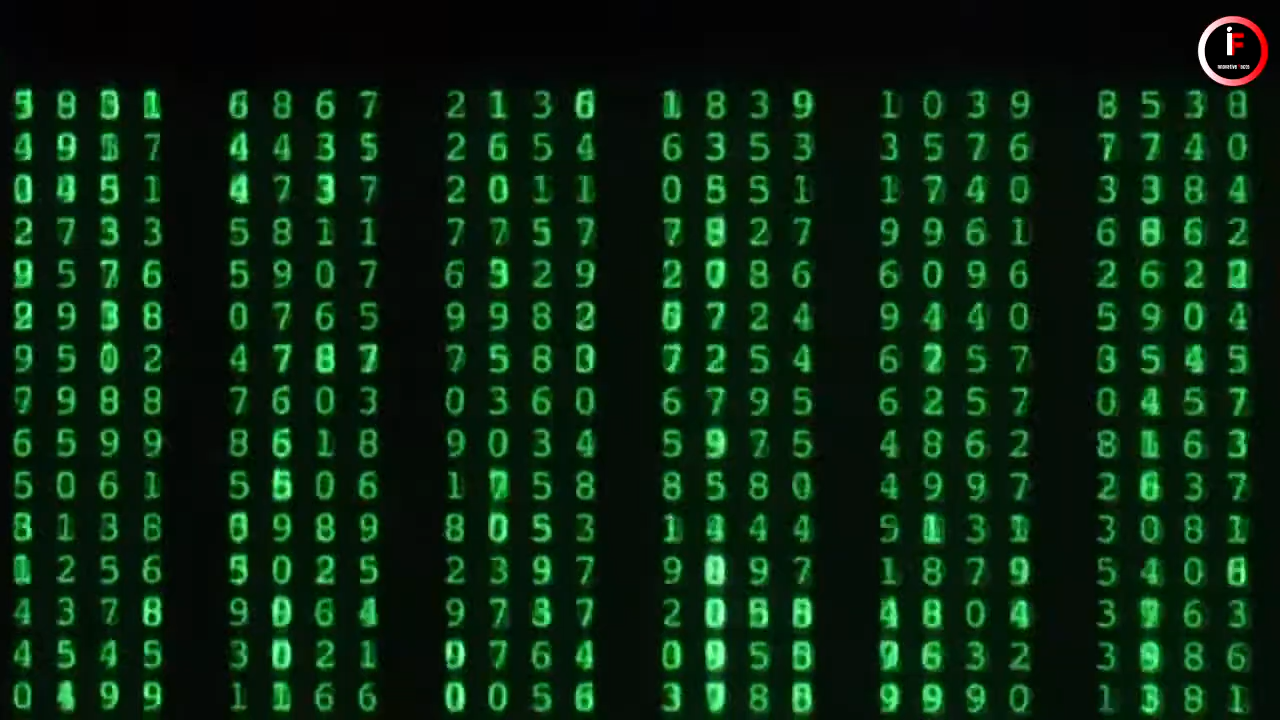 iF
5 8 3 1 6 8 6 7 2 1 3 6 1 8 3 9 1 0 3 9 8 5 3 8
4 9 7 4 4 3 5 2 6 5 4 6 3 5 3 3 5 7 6 7 7 4 0
0 4 5 1 4 7 3 7 2 0 1 1 0 5 5 1 1 7 4 0 3 3 8 4
2 7 3 3 5 8 1 1 7 7 5 7 7 8 2 7 9 9 6 1 6 8 6 2
9 5 7 6 5 9 0 7 6 3 2 9 2 0 8 6 6 0 9 6 2 6 2
2 9 3 8 0 7 6 5 9 9 8 2 7 2 4 9 4 4 0 5 9 0 4
9 5 0 2 4 7 8 7 7 5 8 7 2 5 4 6 2 5 7 3 5 4 5
7 9 8 8 7 6 0 3 0 3 6 0 6 7 9 5 6 2 5 7 0 4 5 7
6 5 9 9 8 6 1 8 9 0 3 4 5 9 7 5 4 8 6 2 8 1 6 3
5 0 6 1 5 0 6 1 7 5 8 8 5 8 0 4 9 9 7 2 3 7
1 3 8 9 8 9 8 0 5 3 1 4 4 4 5 1 3 1 3 0 8 1
1 2 5 6 5 0 2 5 2 3 9 7 9 9 7 1 8 7 9 5 4 0
4 3 7 8 9 6 4 9 7 8 7 2 0 8 4 8 0 4 3 6 3
4 5 4 5 3 0 2 1 9 7 6 4 0 9 5 8 6 3 2 3 9 8 6
0 4 9 9 1 1 6 6 0 0 5 6 3 8 8 9 9 9 0 1 3 8 1